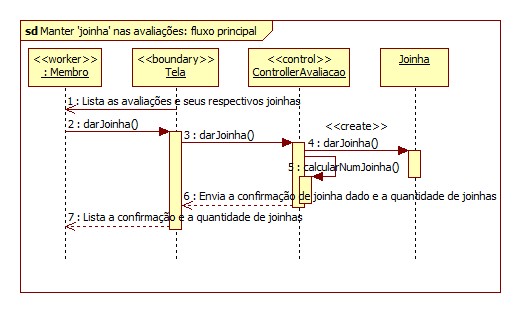 sd Manter 'joinha' nas avaliações: fluxo principal
<<worker>>
: Membro
<<boundary>>
Tela
<<control>>
ControllerAvaliacao
Joinha
1 : Lista as avaliações e seus respectivos joinhas
2 : darJoinha()
3 : darJoinha()
<<create>>
4 : darJoinha()
5 : calcularNumJoinha()
6 : Envia a confirmação de joinha dado e a quantidade de joinhas
7 : Lista a confirmação e a quantidade de joinhas